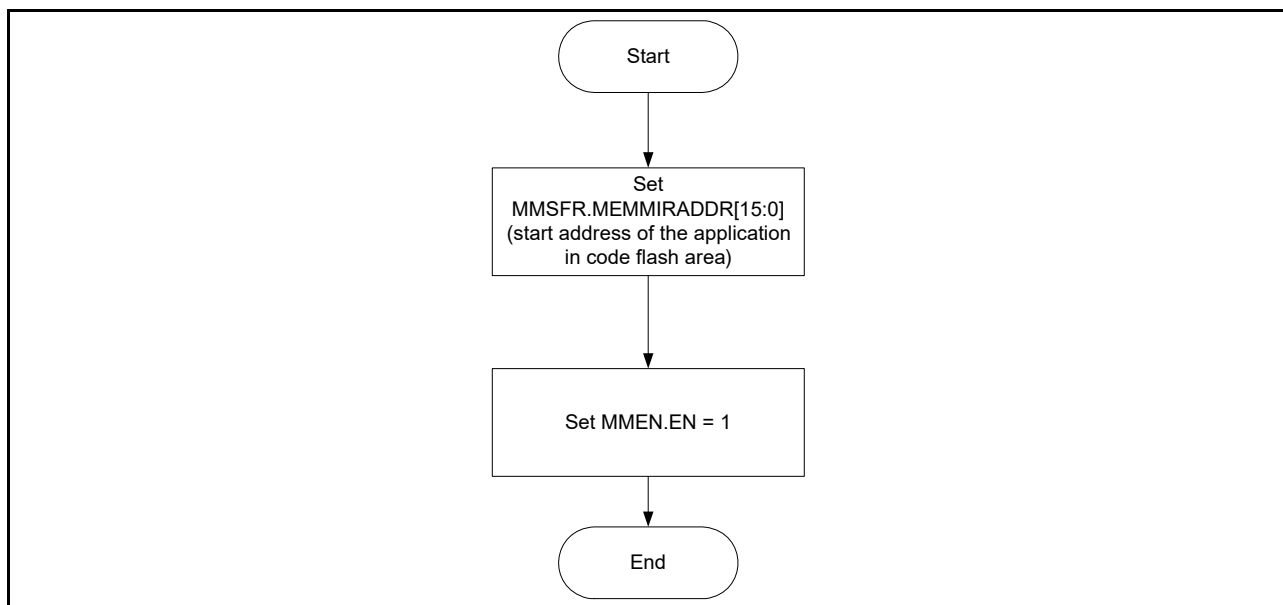 Start
Set
MMSFR.MEMMIRADDR[15:0]
(start address of the application
in code flash area)
Set MMEN.EN = 1
End